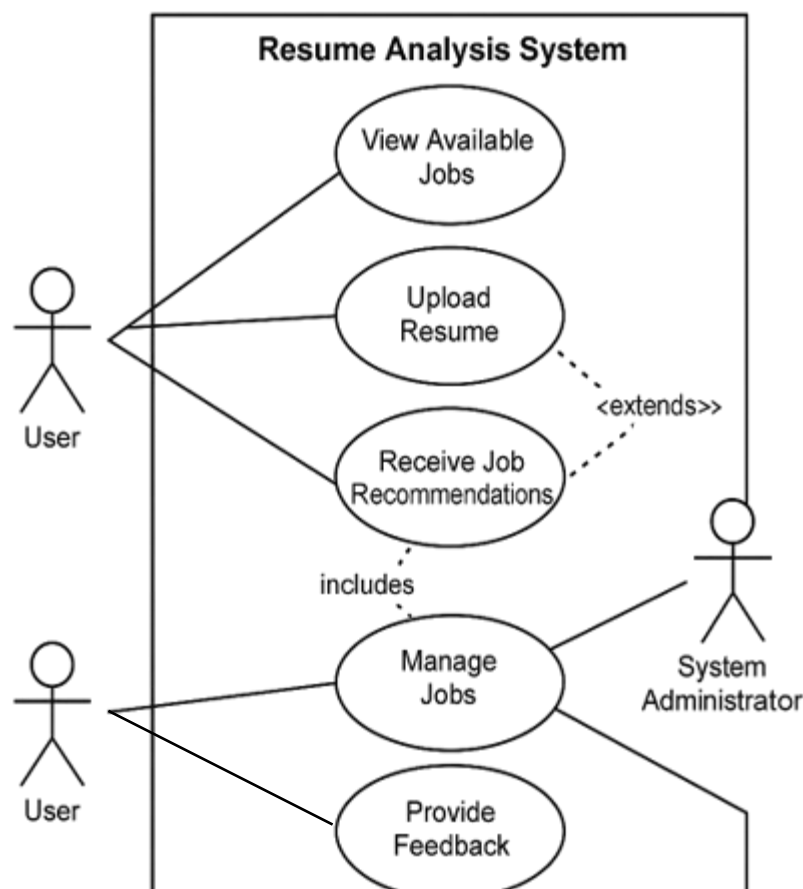 Resume Analysis System
View Available
Jobs
Upload
Resume
<extends>>
User
Receive Job
Recommendations
includes
Manage
Jobs
System
Administrator
User
Provide
Feedback